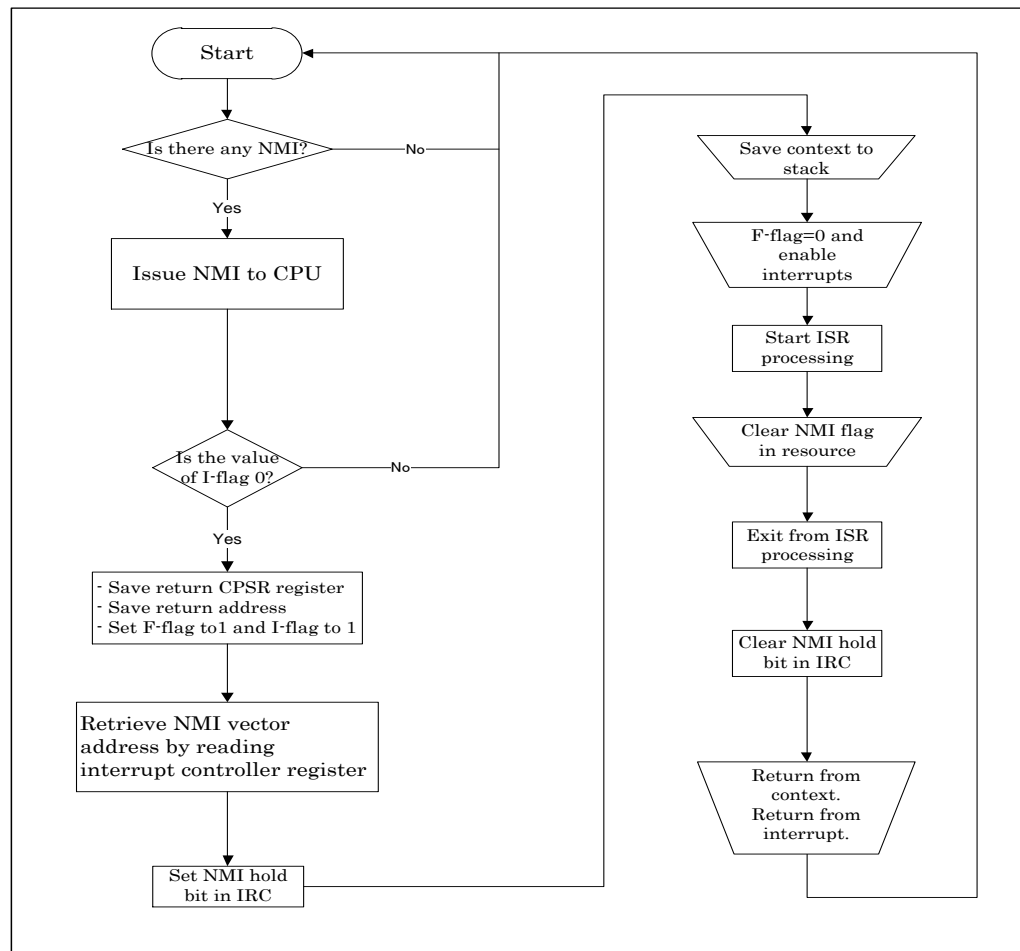 Start
Is there any NMI?
No
Yes
Issue NMI to CPU
Is the value
of I-flag 0?
No
Yes
- Save return CPSR register
- Save return address
- Set F-flag to1 and I-flag to 1
Retrieve NMI vector
address by reading
interrupt controller register
Set NMI hold
bit in IRC
Save context to
stack
F-flag=0 and
enable
interrupts
Start ISR
processing
Clear NMI flag
in resource
Exit from ISR
processing
Clear NMI hold
bit in IRC
Return from
context.
Return from
interrupt.